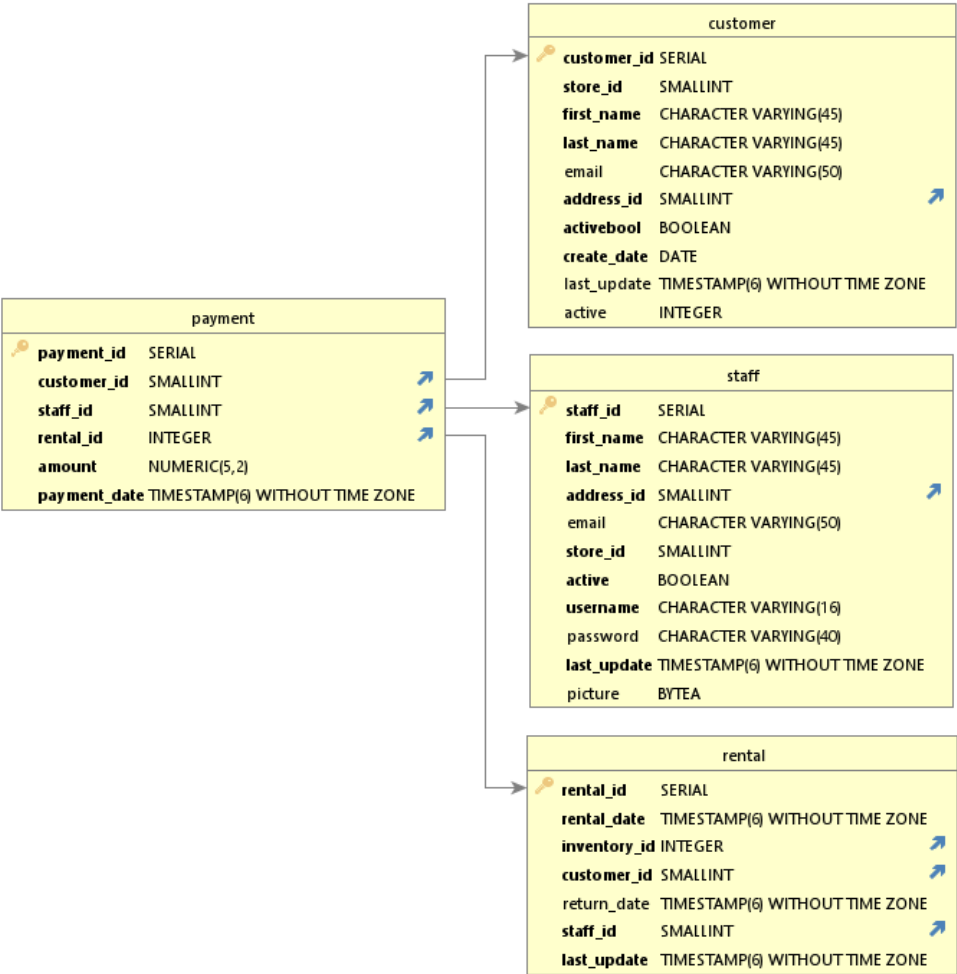 customer
customer_id SERIAL
store_id SMALLINT
first_name CHARACTER VARYING(45)
last_name CHARACTER VARYING(45)
email CHARACTER VARYING(50)
address_id SMALLINT
activebool BOOLEAN
create_date DATE
last_update TIMESTAMP(6) WITHOUT TIME ZONE
active INTEGER
payment
payment_id SERIAL
customer_id SMALLINT
staff_id SMALLINT
rental_id INTEGER
amount NUMERIC(5,2)
payment_date TIMESTAMP(6) WITHOUT TIME ZONE
staff
staff_id SERIAL
first_name CHARACTER VARYING(45)
last_name CHARACTER VARYING(45)
address_id SMALLINT
email CHARACTER VARYING(50)
store_id SMALLINT
active BOOLEAN
username CHARACTER VARYING(16)
password CHARACTER VARYING(40)
last_update TIMESTAMP(6) WITHOUT TIME ZONE
picture BYTEA
rental
rental_id SERIAL
rental_date TIMESTAMP(6) WITHOUT TIME ZONE
inventory_id INTEGER
customer_id SMALLINT
return_date TIMESTAMP(6) WITHOUT TIME ZONE
staff_id SMALLINT
last_update TIMESTAMP(6) WITHOUT TIME ZONE